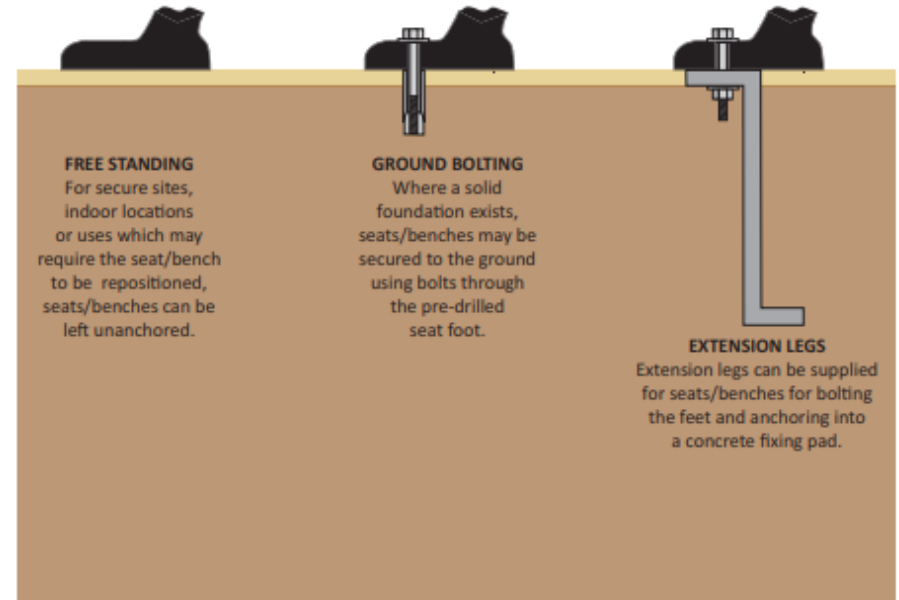 FREE STANDING
For secure sites,
indoor locations
or uses which may
require the seat/bench
to be repositioned,
seats/benches can be
left unanchored.
GROUND BOLTING
Where a solid
foundation exists,
seats/benches may be
secured to the ground
using bolts through
the pre-drilled
seat foot.
EXTENSION LEGS
Extension legs can be supplied
for seats/benches for bolting
the feet and anchoring into
a concrete fixing pad.